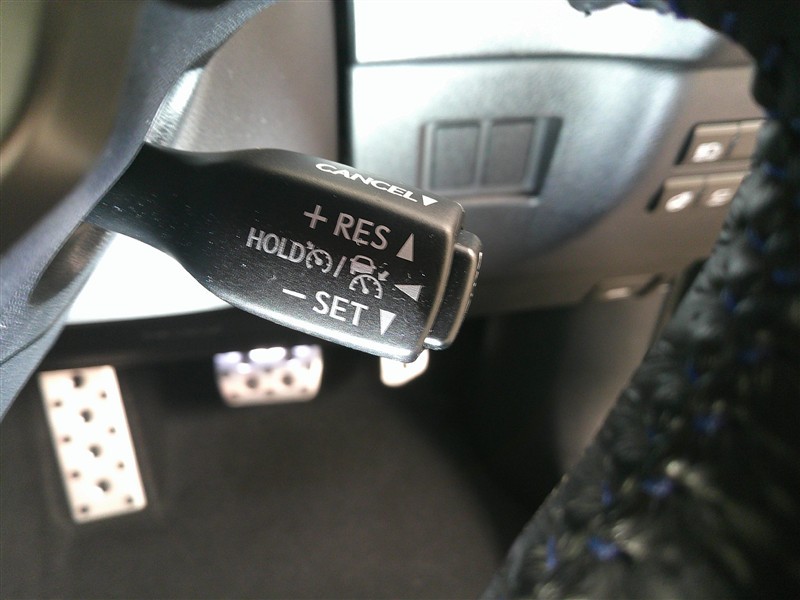 CANCEL
+ RES
HOLD /
− SET